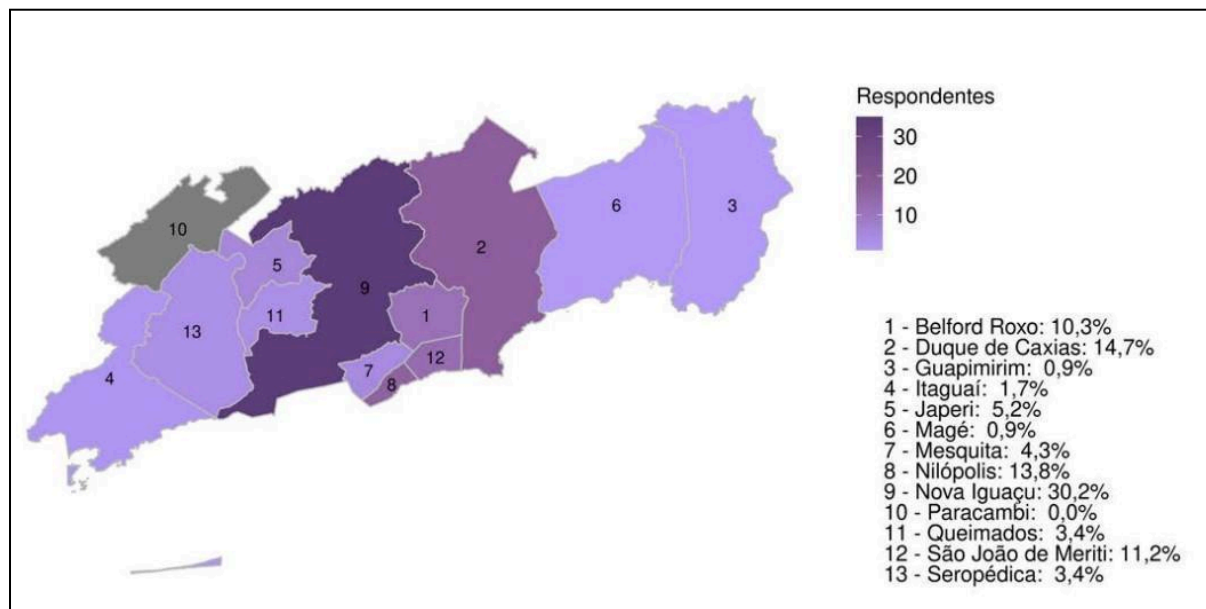 Respondentes
30
20
10
10
5
9
2
6
3
13
11
1
4
7
8
12
1 - Belford Roxo: 10,3%
2 - Duque de Caxias: 14,7%
3 - Guapimirim: 0,9%
4 - Itaguaí: 1,7%
5 - Japeri: 5,2%
6 - Magé: 0,9%
7 - Mesquita: 4,3%
8 - Nilópolis: 13,8%
9 - Nova Iguaçu: 30,2%
10 - Paracambi: 0,0%
11 - Queimados: 3,4%
12 - São João de Meriti: 11,2%
13 - Seropédica: 3,4%